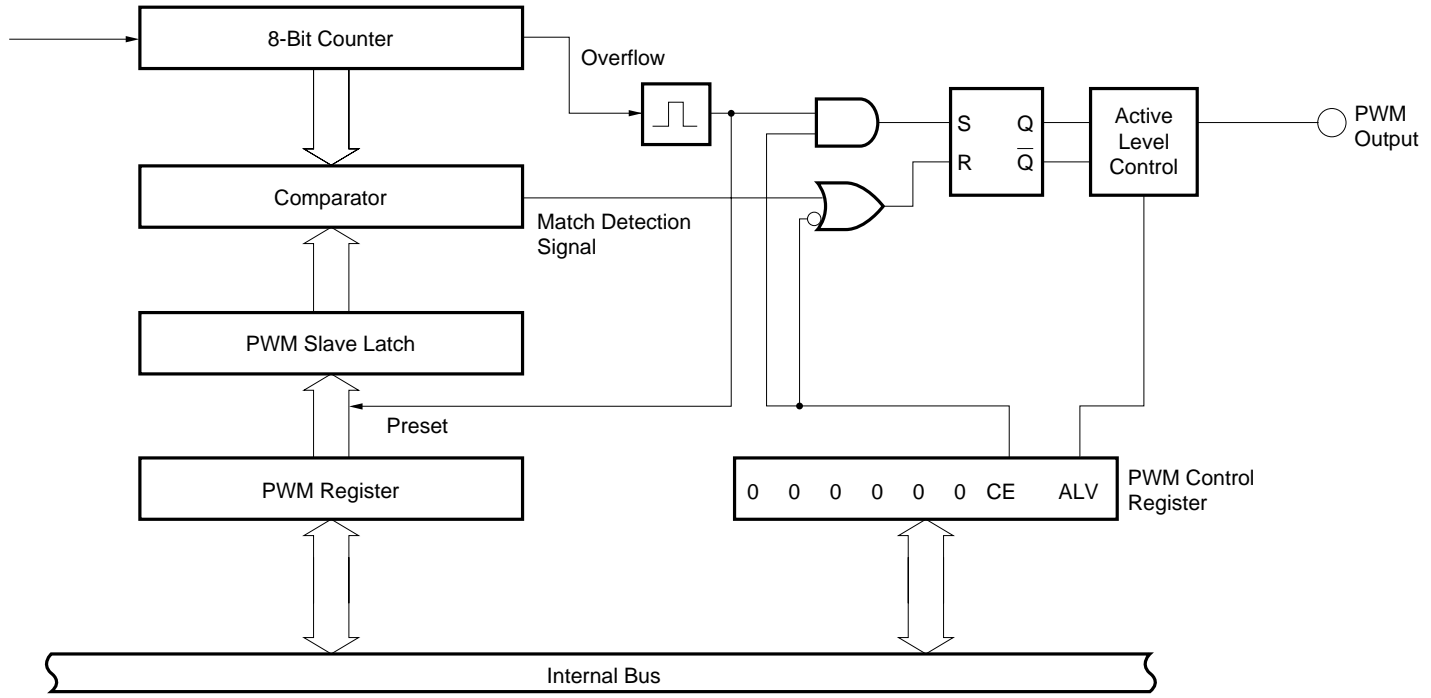 8-Bit Counter
Overflow
S Q
R Q̅
Active
Level
Control
PWM
Output
Comparator
Match Detection
Signal
PWM Slave Latch
Preset
PWM Register
0 0 0 0 0 0 CE ALV
PWM Control
Register
Internal Bus